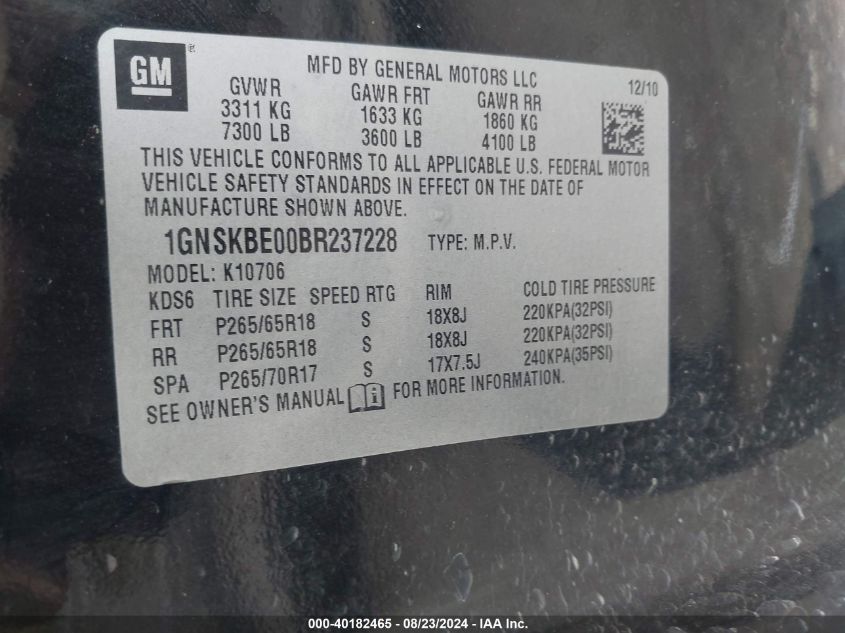 GM
MFD BY GENERAL MOTORS LLC
12/10
GVWR GAWR FRT GAWR RR
3311 KG 1633 KG 1860 KG
7300 LB 3600 LB 4100 LB
THIS VEHICLE CONFORMS TO ALL APPLICABLE U.S. FEDERAL MOTOR
VEHICLE SAFETY STANDARDS IN EFFECT ON THE DATE OF
MANUFACTURE SHOWN ABOVE.
1GNSKBE00BR237228 TYPE: M.P.V.
MODEL: K10706
KDS6 TIRE SIZE SPEED RTG RIM COLD TIRE PRESSURE
FRT P265/65R18 S 18X8J 220KPA(32PSI)
RR P265/65R18 S 18X8J 220KPA(32PSI)
SPA P265/70R17 S 17X7.5J 240KPA(35PSI)
SEE OWNER'S MANUAL FOR MORE INFORMATION.
000-40182465 - 08/23/2024 - IAA Inc.